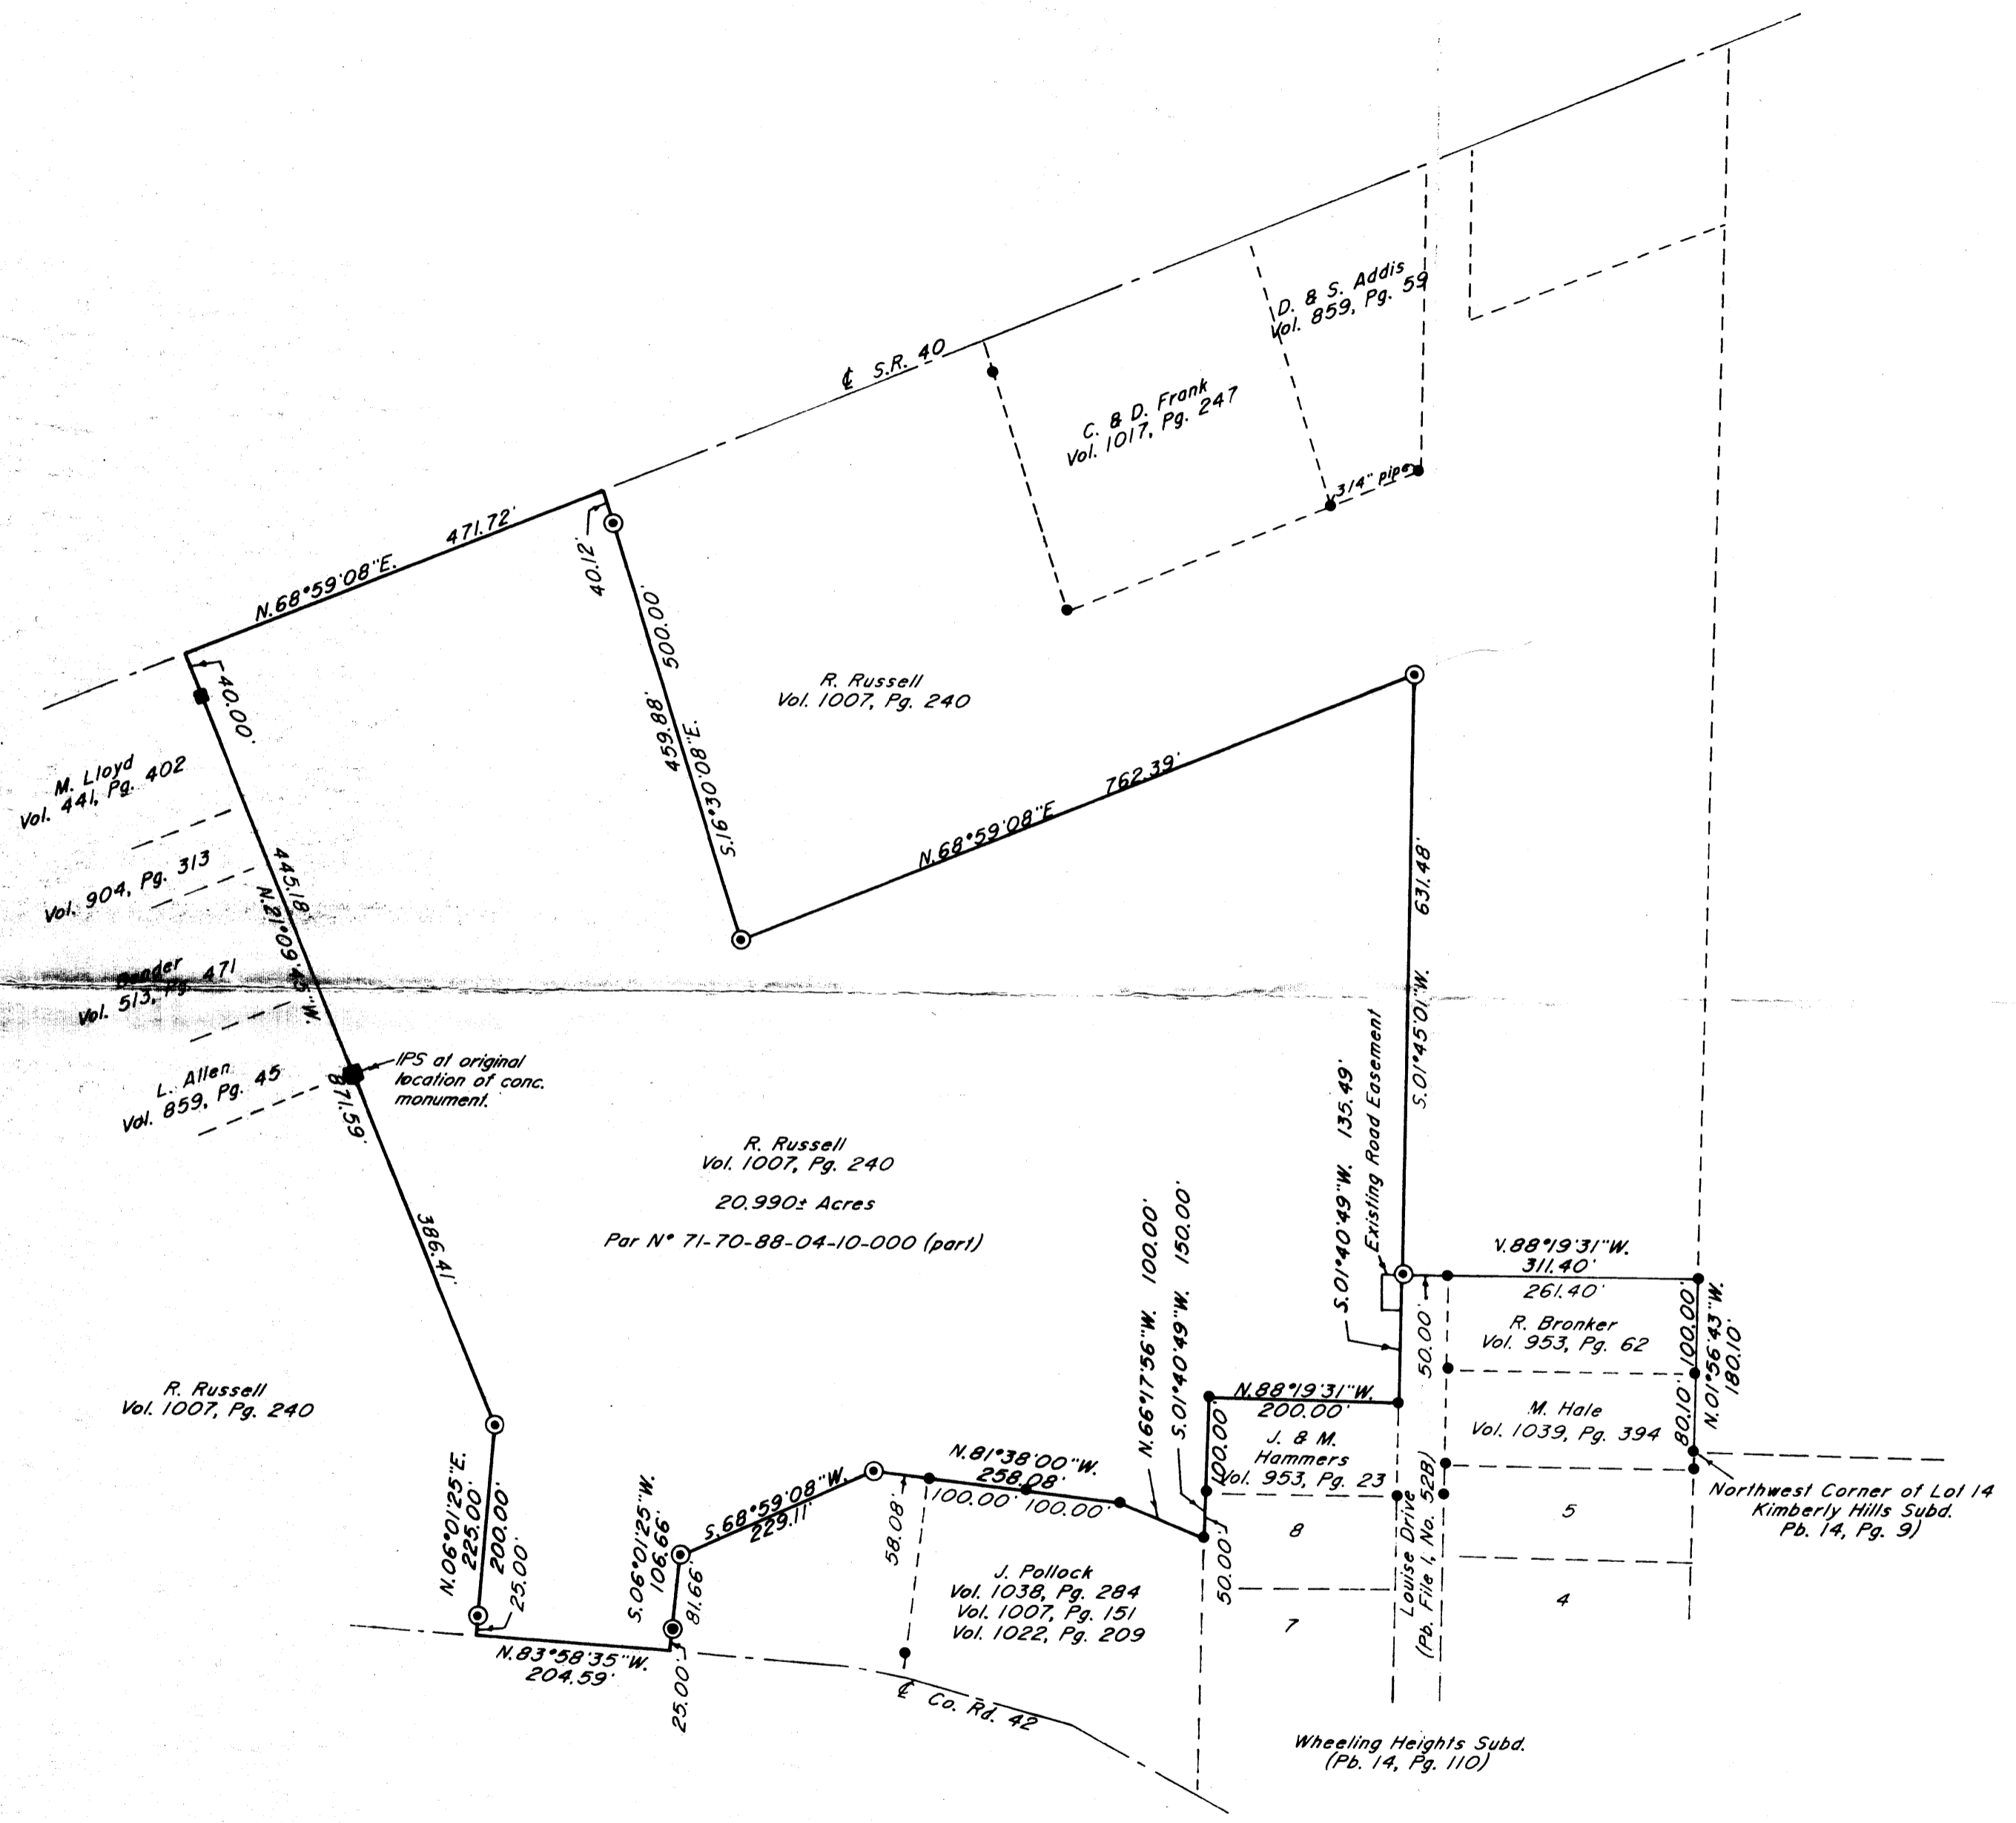 D. & S. Addis
Vol. 859, Pg. 59
℄ S.R. 40
C. & D. Frank
Vol. 1017, Pg. 247
3/4" pipe
471.72'
N.68°59'08"E.
40.12'
500.00'
459.88'
S.16°30'08"E.
R. Russell
Vol. 1007, Pg. 240
40.00'
M. Lloyd
Vol. 441, Pg. 402
762.39'
N.68°59'08"E
Vol. 904, Pg. 313
445.18'
N.21°09'45"W.
631.48'
S.01°45'01"W.
Vol. 513, Pg. 471
L. Allen
Vol. 859, Pg. 45
871.59'
IPS at original
location of conc.
monument.
R. Russell
Vol. 1007, Pg. 240
20.990± Acres
Par Nº 71-70-88-04-10-000 (part)
386.41'
S.01°40'49"W. 135.49'
Existing Road Easement
N.66°17'56"W. 100.00'
S.01°40'49"W. 150.00'
88°19'31"W.
311.40'
261.40'
50.00'
R. Bronker
Vol. 953, Pg. 62
100.00'
N.01°56'43"W.
180.10'
M. Hale
Vol. 1039, Pg. 394
80.10'
R. Russell
Vol. 1007, Pg. 240
N.88°19'31"W.
200.00'
100.00'
J. & M.
Hammers
Vol. 953, Pg. 23
N.81°38'00"W.
258.08'
100.00' 100.00'
58.08'
S.68°59'08"W.
229.11'
N.06°01'25"E.
225.00'
200.00'
25.00'
S.06°01'25"W.
106.66'
81.66'
25.00'
N.83°58'35"W.
204.59'
Northwest Corner of Lot 14
Kimberly Hills Subd.
Pb. 14, Pg. 9)
8
5
50.00'
J. Pollock
Vol. 1038, Pg. 284
Vol. 1007, Pg. 151
Vol. 1022, Pg. 209
7
4
Louise Drive
(Pb. File 1, No. 52B)
℄ Co. Rd. 42
Wheeling Heights Subd.
(Pb. 14, Pg. 110)